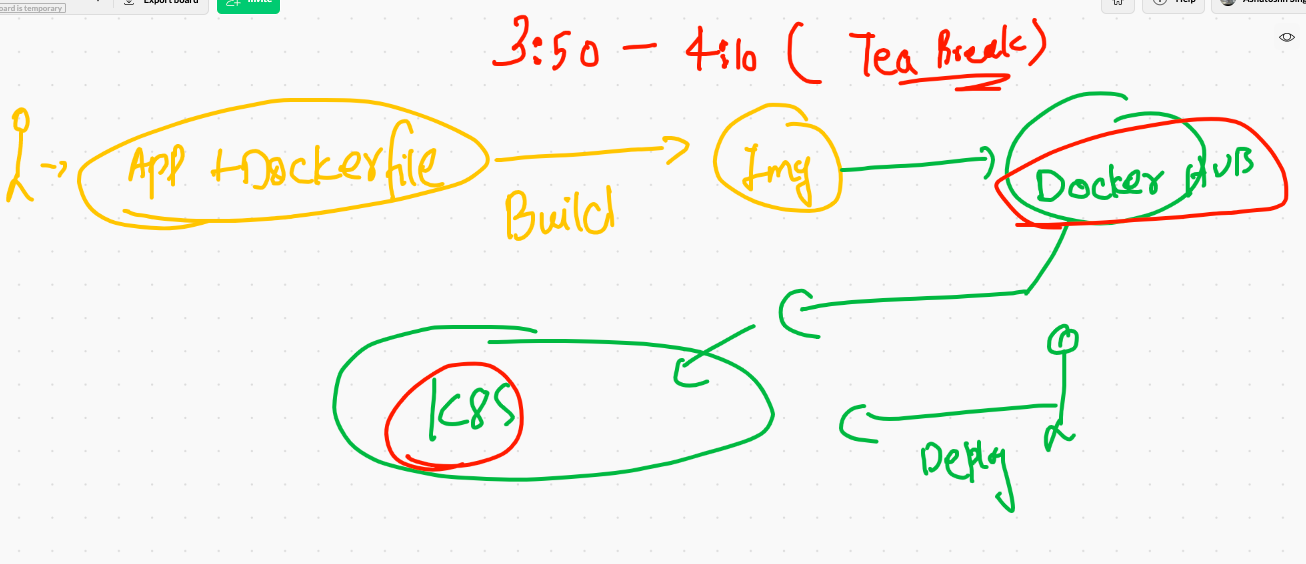 board is temporary
Export board
Invite
Help
3:50 - 4:10 ( Tea Break )
App + Dockerfile
Build
Img
Docker HUB
K8S
Deploy